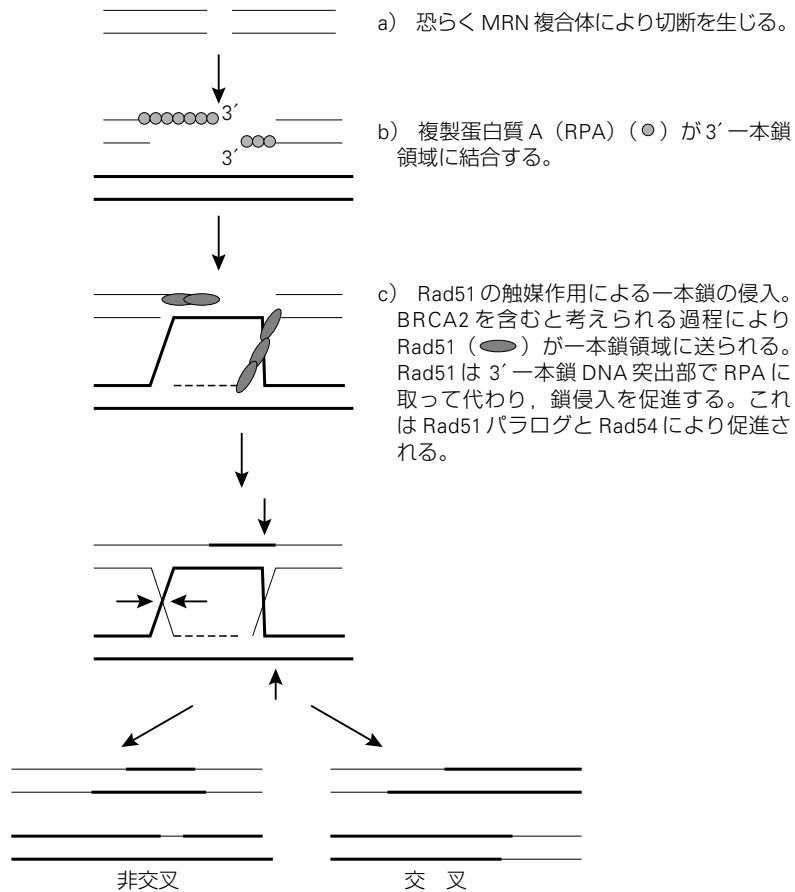 a) 恐らく MRN 複合体により切断を生じる。
3′
3′
b) 複製蛋白質 A（RPA）（ ）が 3′ 一本鎖
領域に結合する。
c) Rad51 の触媒作用による一本鎖の侵入。
BRCA2 を含むと考えられる過程により
Rad51（ ）が一本鎖領域に送られる。
Rad51 は 3′ 一本鎖 DNA 突出部で RPA に
取って代わり，鎖侵入を促進する。これ
は Rad51 パラログと Rad54 により促進さ
れる。
非交叉
交 叉